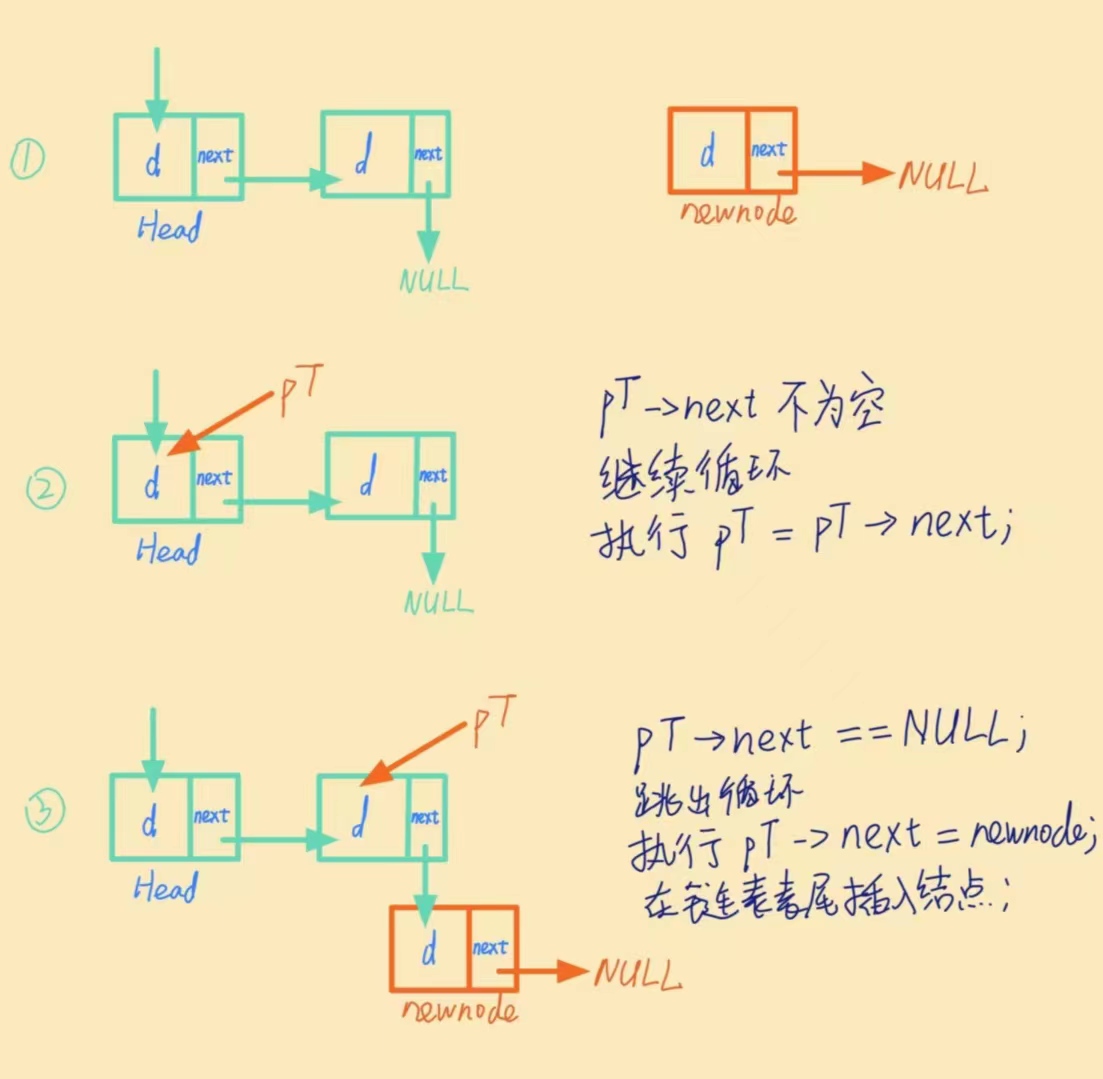 ①
d next
d next
Head
NULL
d next
newnode
NULL
②
pT
d next
d next
Head
NULL
pT->next 不为空
继续循环
执行 pT = pT->next;
③
pT
d next
d next
Head
d next
newnode
NULL
pT->next ==NULL;
跳出循环
执行 pT->next = newnode;
在链表表尾插入结点;